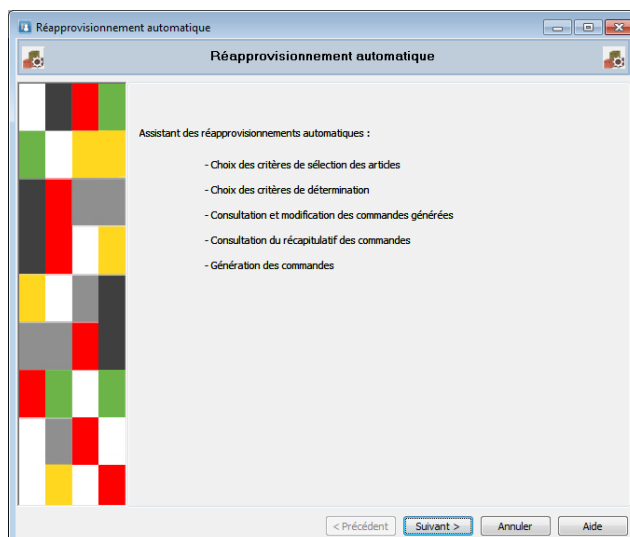 Réapprovisionnement automatique
Réapprovisionnement automatique
Assistant des réapprovisionnements automatiques :
- Choix des critères de sélection des articles
- Choix des critères de détermination
- Consultation et modification des commandes générées
- Consultation du récapitulatif des commandes
- Génération des commandes
< Précédent Suivant > Annuler Aide